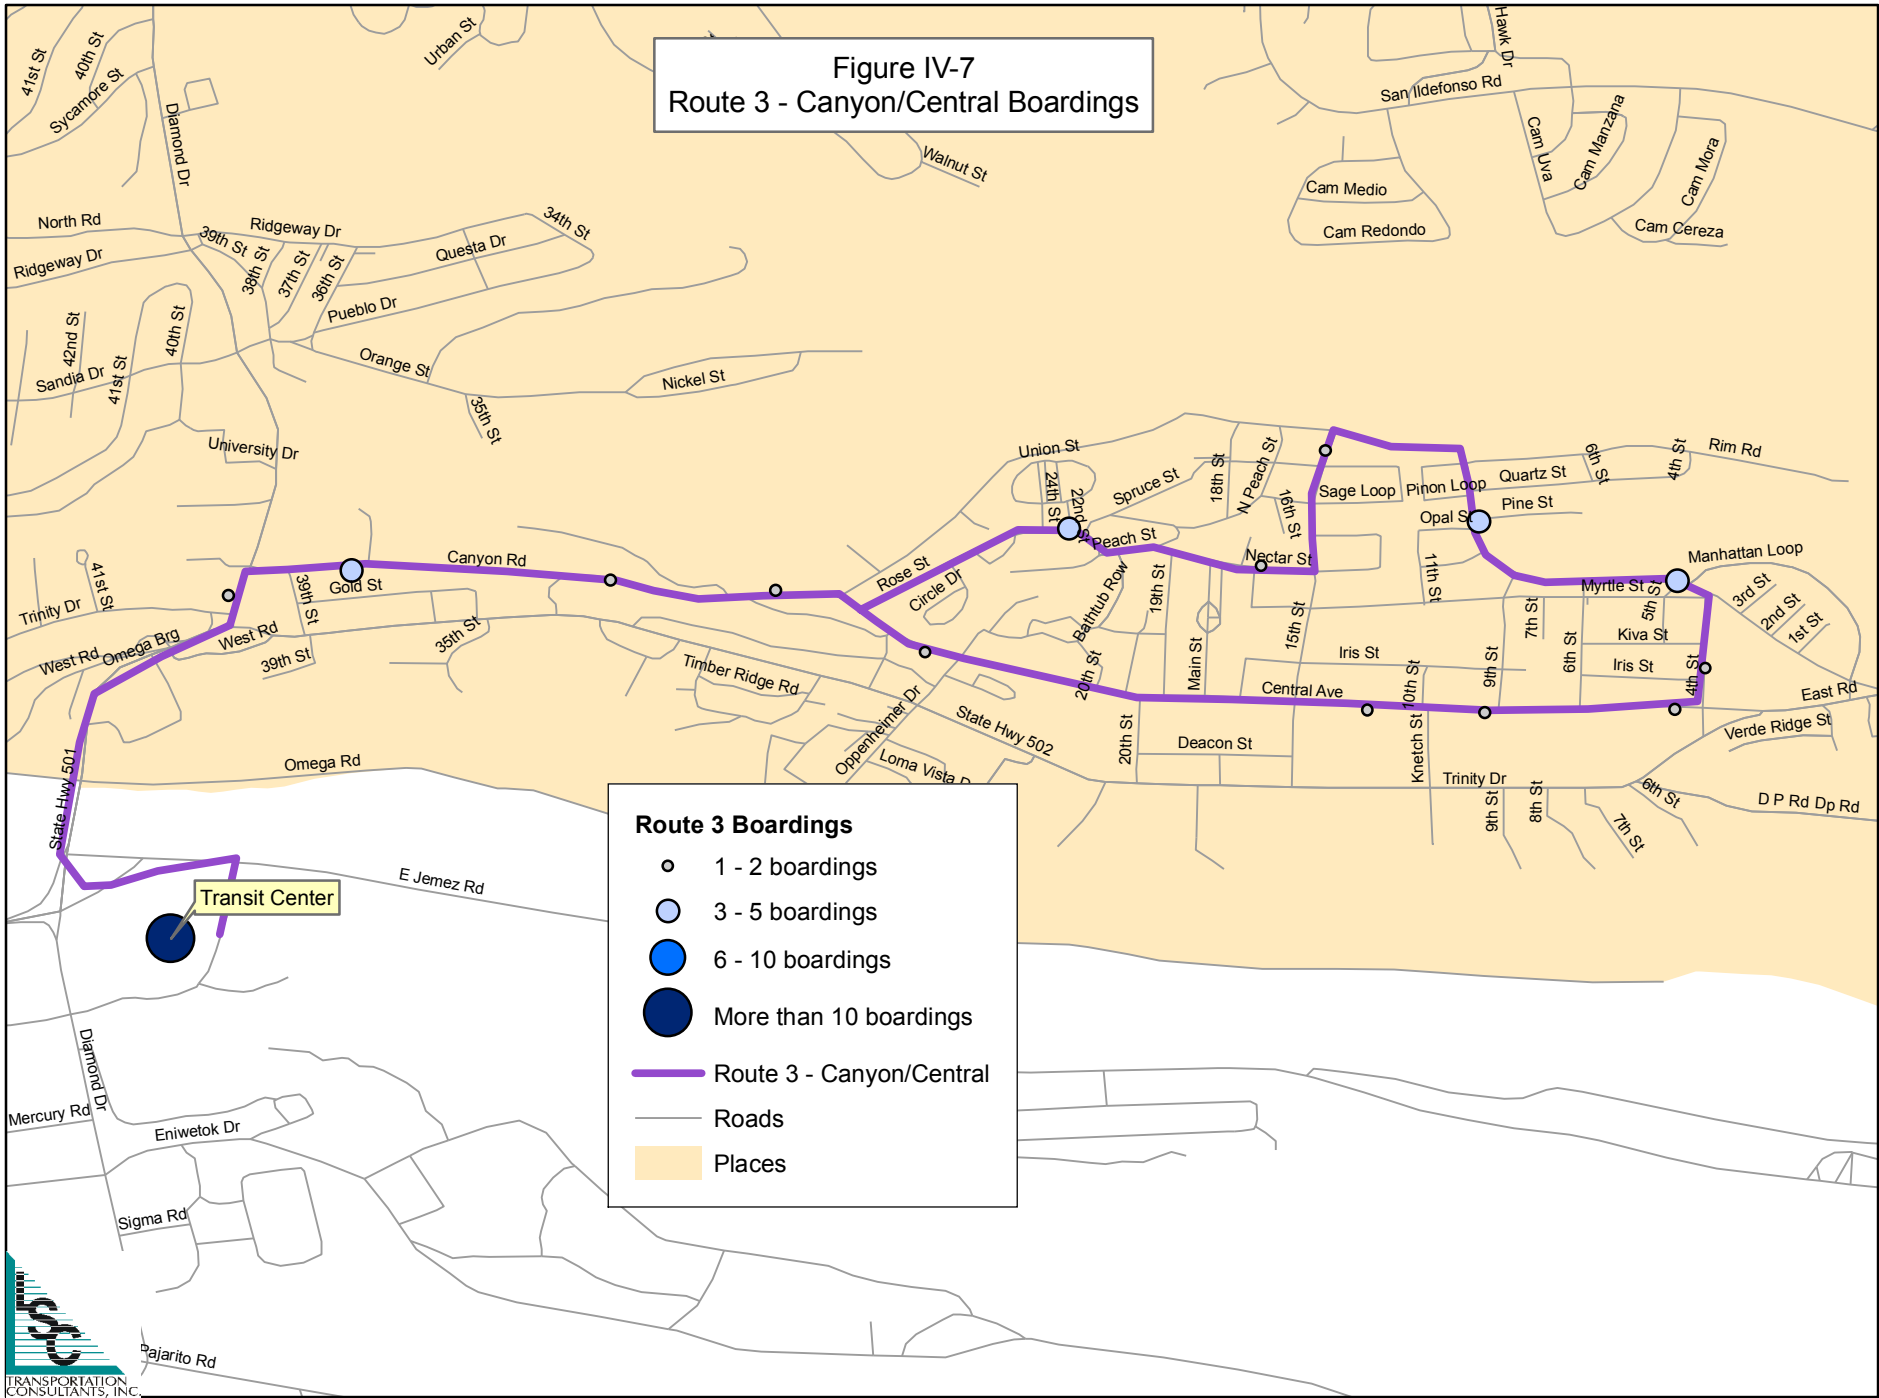 Figure IV-7
Route 3 - Canyon/Central Boardings
41st St
40th St
Sycamore St
Urban St
Diamond Dr
Walnut St
Hawk Dr
San Ildefonso Rd
Cam Uva
Cam Manzana
Cam Mora
Cam Medio
Cam Redondo
Cam Cereza
North Rd
Ridgeway Dr
39th St
Ridgeway Dr
38th St
37th St
36th St
Questa Dr
34th St
Pueblo Dr
42nd St
41st St
40th St
Sandia Dr
Orange St
Nickel St
35th St
University Dr
Union St
24th St
22nd St
Spruce St
18th St
N Peach St
16th St
Sage Loop
Pinon Loop
Quartz St
6th St
4th St
Rim Rd
Opal St
Pine St
Peach St
Nectar St
11th St
Manhattan Loop
Myrtle St
5th St
3rd St
2nd St
1st St
Canyon Rd
Gold St
39th St
41st St
Trinity Dr
Rose St
Circle Dr
Bathtub Row
19th St
Main St
15th St
7th St
Kiva St
Iris St
Iris St
6th St
9th St
10th St
4th St
West Rd
Omega Brg
West Rd
39th St
35th St
Timber Ridge Rd
20th St
Central Ave
East Rd
Verde Ridge St
Oppenheimer Dr
State Hwy 502
20th St
Deacon St
Knetch St
Trinity Dr
Loma Vista D
9th St
8th St
7th St
6th St
D P Rd Dp Rd
State Hwy 501
Omega Rd
E Jemez Rd
Transit Center
Route 3 Boardings
1 - 2 boardings
3 - 5 boardings
6 - 10 boardings
More than 10 boardings
Route 3 - Canyon/Central
Roads
Places
Diamond Dr
Mercury Rd
Eniwetok Dr
Sigma Rd
Pajarito Rd
LSC
TRANSPORTATION
CONSULTANTS, INC.